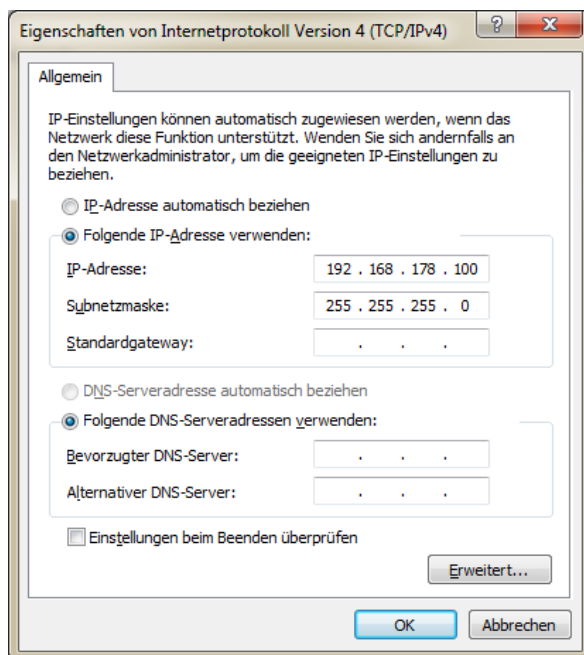 Eigenschaften von Internetprotokoll Version 4 (TCP/IPv4)
Allgemein
IP-Einstellungen können automatisch zugewiesen werden, wenn das
Netzwerk diese Funktion unterstützt. Wenden Sie sich andernfalls an
den Netzwerkadministrator, um die geeigneten IP-Einstellungen zu
beziehen.
IP-Adresse automatisch beziehen
Folgende IP-Adresse verwenden:
IP-Adresse: 192 . 168 . 178 . 100
Subnetzmaske: 255 . 255 . 255 . 0
Standardgateway: . . .
DNS-Serveradresse automatisch beziehen
Folgende DNS-Serveradressen verwenden:
Bevorzugter DNS-Server: . . .
Alternativer DNS-Server: . . .
Einstellungen beim Beenden überprüfen
Erweitert...
OK Abbrechen